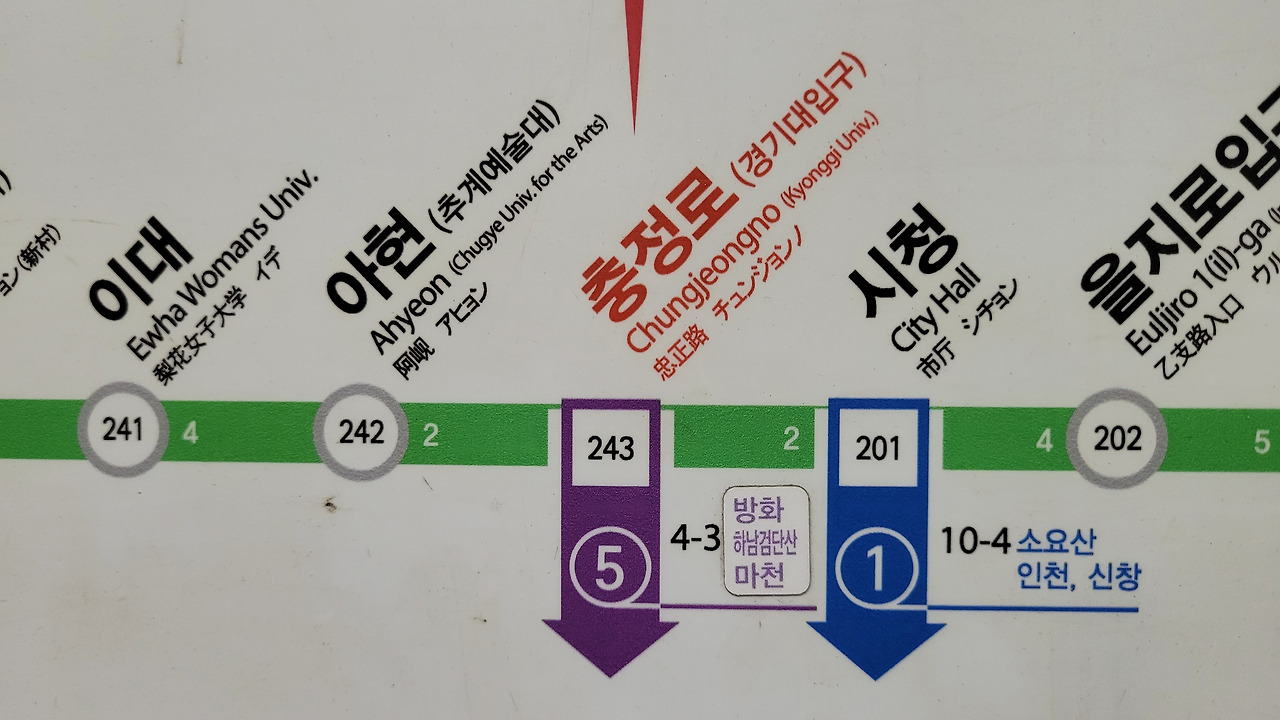 ョン (新村)
이대
Ewha Womans Univ.
梨花女子大学 イデ
아현 (추계예술대)
Ahyeon (Chugye Univ. for the Arts)
阿岘 アヒョン
충정로 (경기대입구)
Chungjeongno (Kyonggi Univ.)
忠正路 チュンジョンノ
시청
City Hall
市厅 シチョン
을지로입구
Euljiro 1(il)-ga
乙支路入口 ウル
241 4 242 2 243 2 201 4 202 5
5 4-3 방화
하남검단산
마천
1 10-4 소요산
인천, 신창